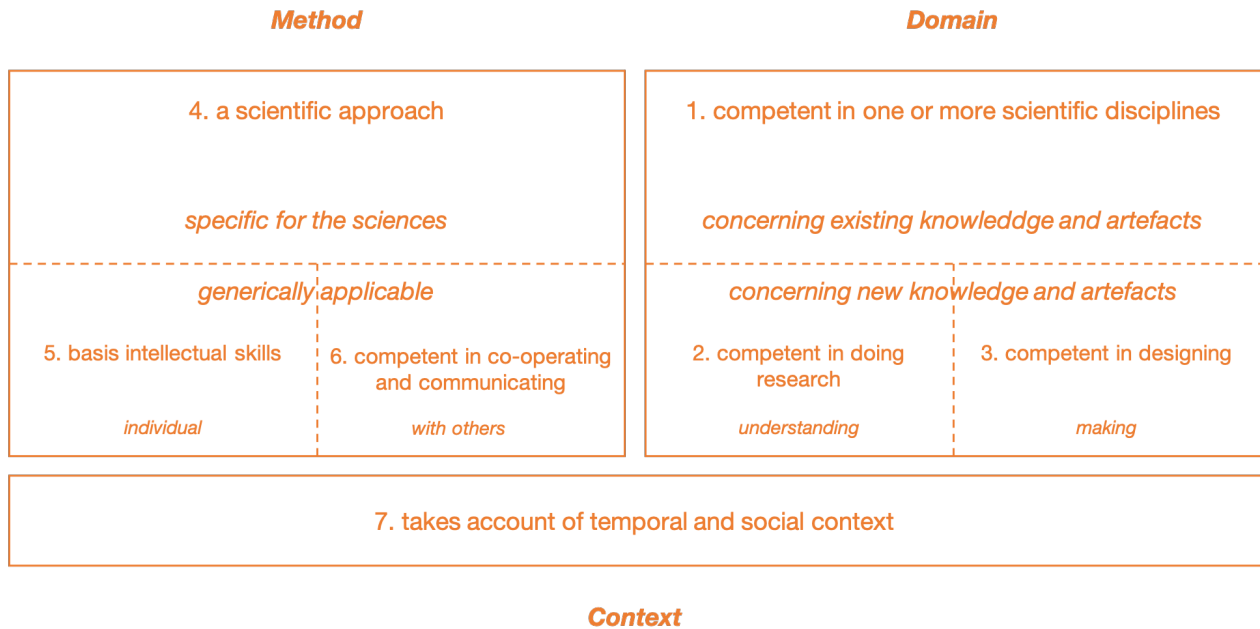 Method
Domain
4. a scientific approach
specific for the sciences
generically applicable
5. basis intellectual skills
individual
6. competent in co-operating
and communicating
with others
1. competent in one or more scientific disciplines
concerning existing knowleddge and artefacts
concerning new knowledge and artefacts
2. competent in doing
research
understanding
3. competent in designing
making
7. takes account of temporal and social context
Context